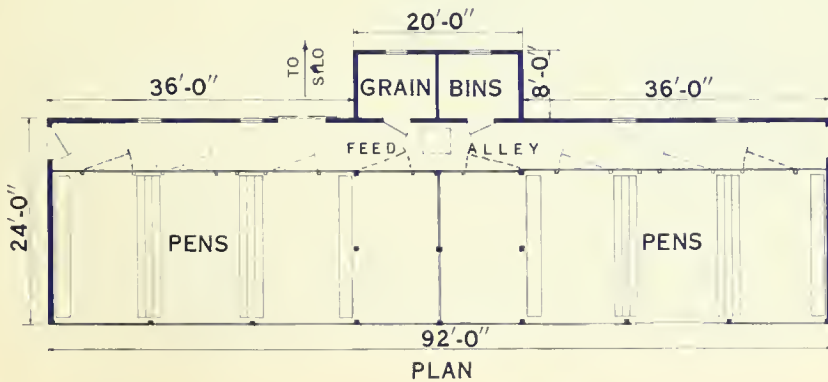 20'-0"
36'-0"
TO
SILO
GRAIN
BINS
8'-0"
36'-0"
FEED ALLEY
24'-0"
PENS
PENS
92'-0"
PLAN